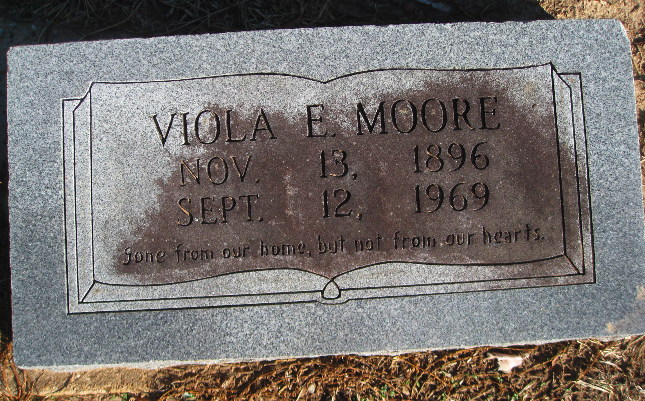 VIOLA E. MOORE
NOV. 13, 1896
SEPT. 12, 1969
gone from our home, but not from our hearts.